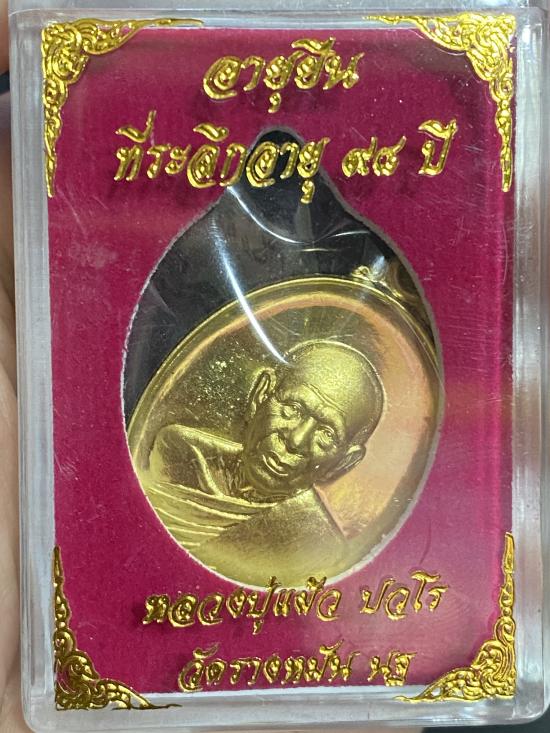 อายุยืน
ที่ระลึกอายุ ๙๘ ปี
หลวงปู่แผ้ว ปวโร
วัดรางหมัน นฐ